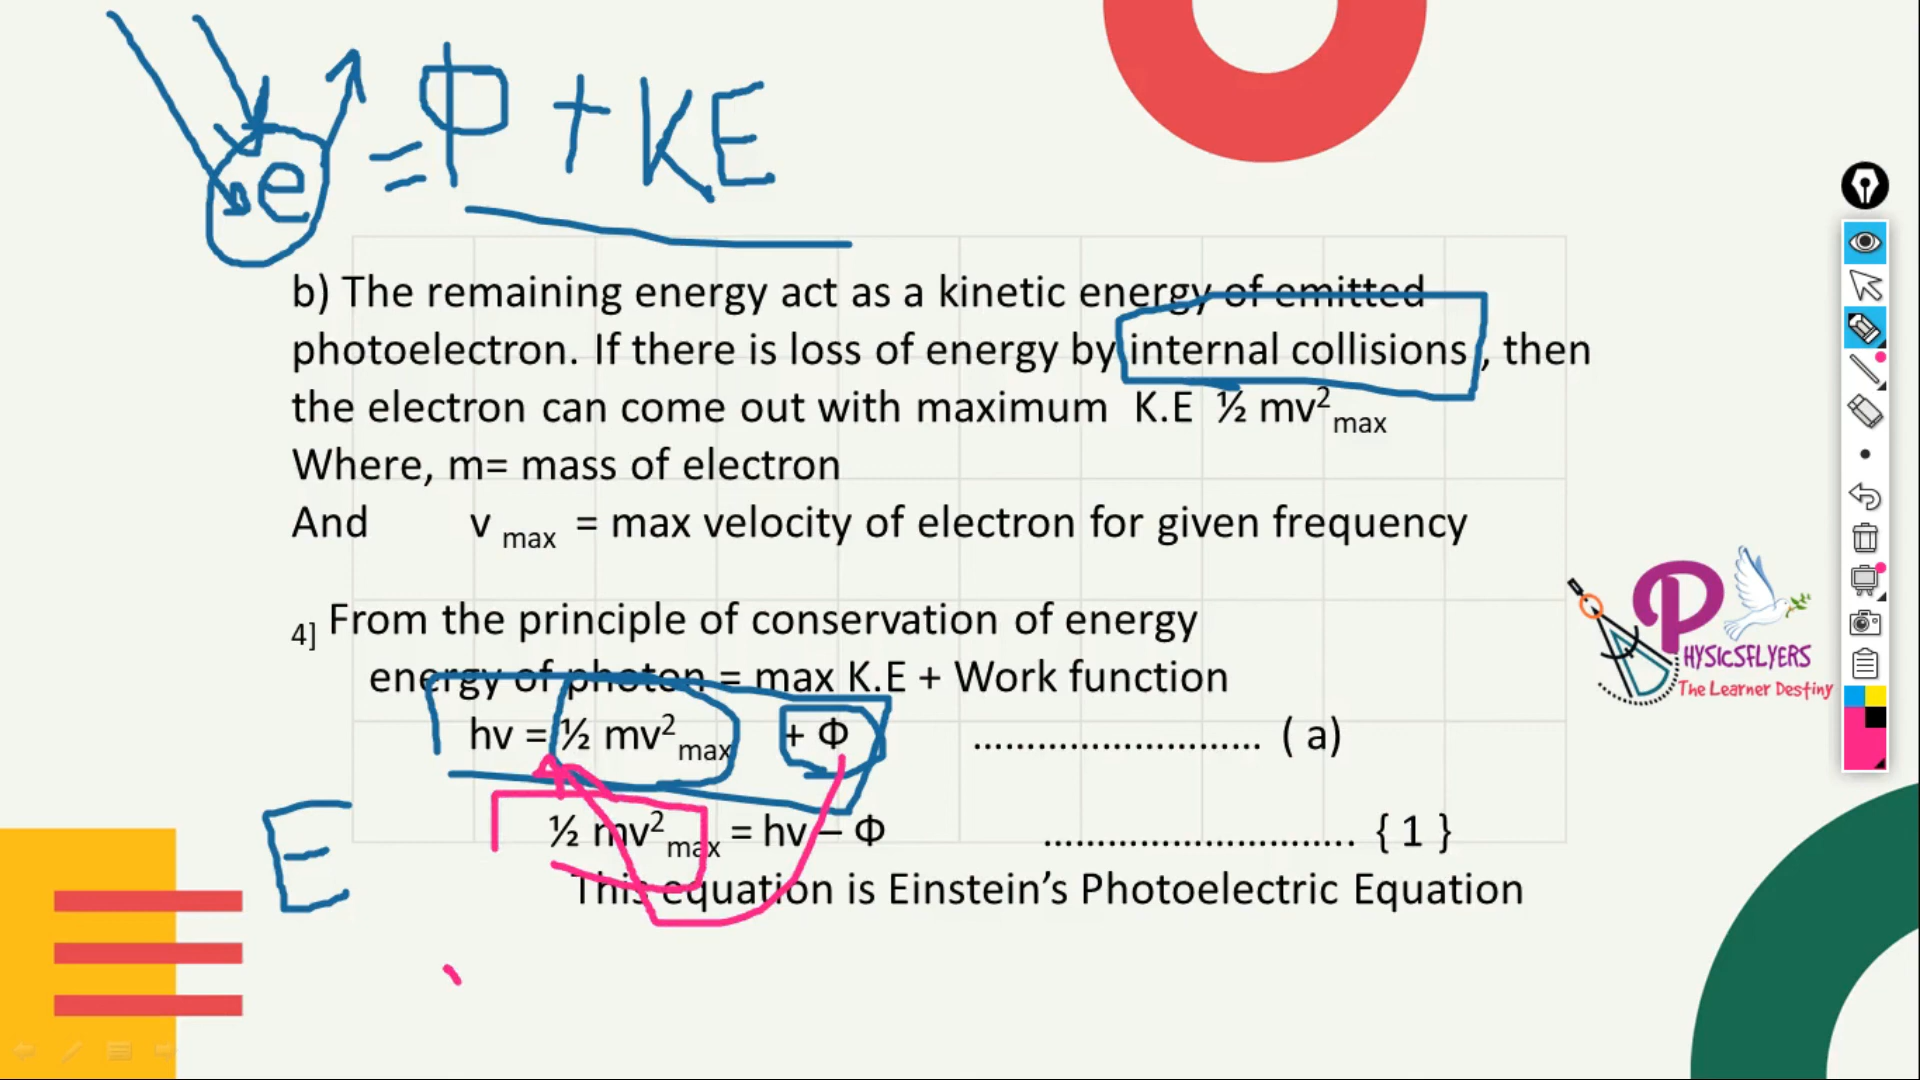 e = Φ + KE
b) The remaining energy act as a kinetic energy of emitted
photoelectron. If there is loss of energy by internal collisions , then
the electron can come out with maximum K.E ½ mv²max
Where, m= mass of electron
And v max = max velocity of electron for given frequency
4] From the principle of conservation of energy
energy of photon = max K.E + Work function
hν = ½ mv²max + Φ ............................ ( a)
½ mv²max = hν – Φ ............................ { 1 }
This equation is Einstein’s Photoelectric Equation
E
PHYSICSFLYERS
The Learner Destiny